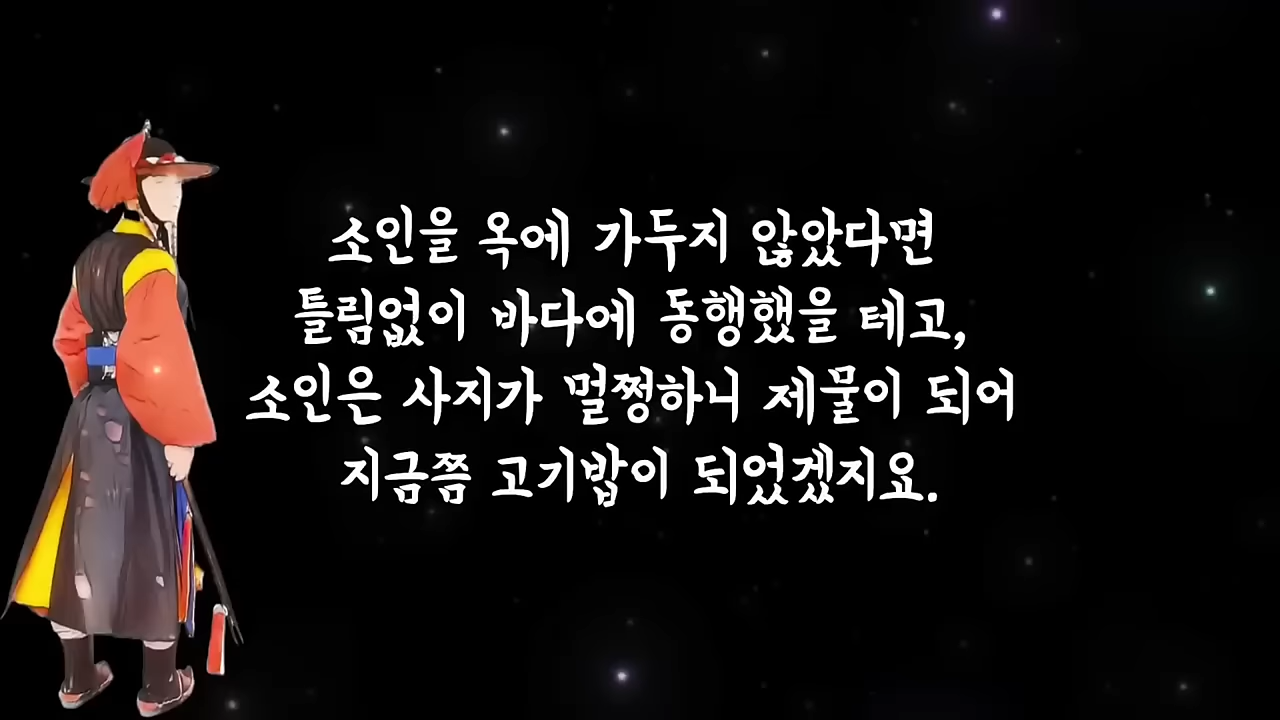 소인을 옥에 가두지 않았다면
틀림없이 바다에 동행했을 테고,
소인은 사지가 멀쩡하니 제물이 되어
지금쯤 고기밥이 되었겠지요.